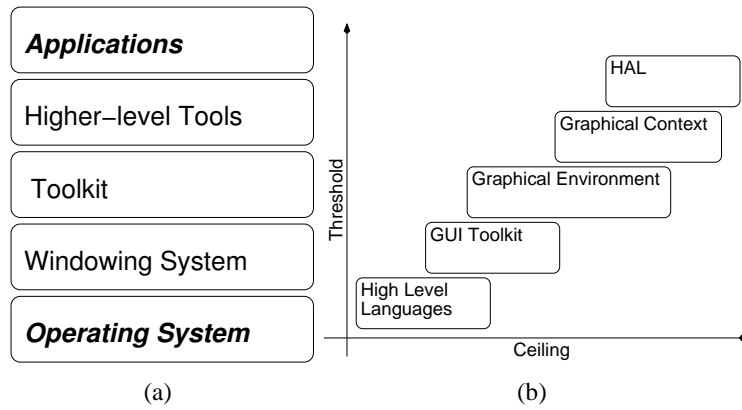 Applications
Higher−level Tools
Toolkit
Windowing System
Operating System
(a)
Threshold
HAL
Graphical Context
Graphical Environment
GUI Toolkit
High Level
Languages
Ceiling
(b)